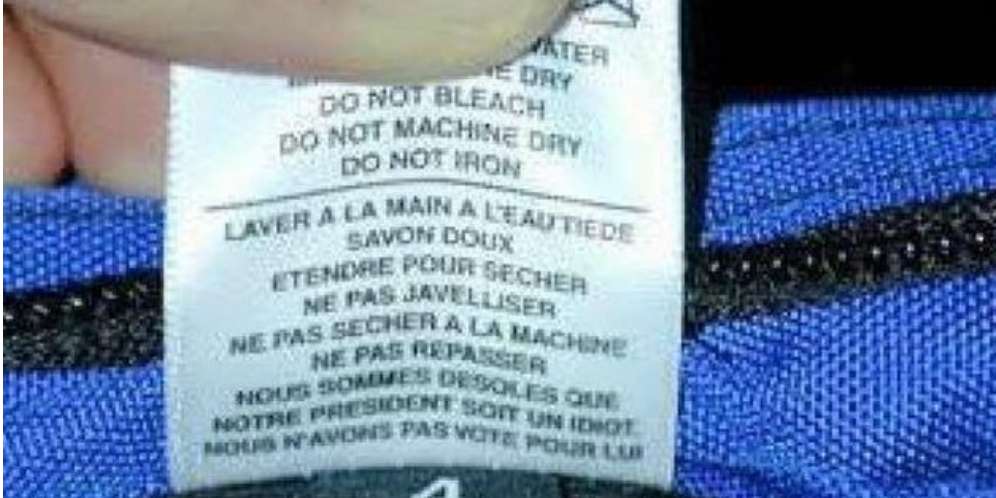 WATER
DRY
DO NOT BLEACH
DO NOT MACHINE DRY
DO NOT IRON
LAVER A LA MAIN A L'EAU TIEDE
SAVON DOUX
ETENDRE POUR SECHER
NE PAS JAVELLISER
NE PAS SECHER A LA MACHINE
NE PAS REPASSER
NOUS SOMMES DESOLES QUE
NOTRE PRESIDENT SOIT UN IDIOT
NOUS N'AVONS PAS VOTE POUR LUI